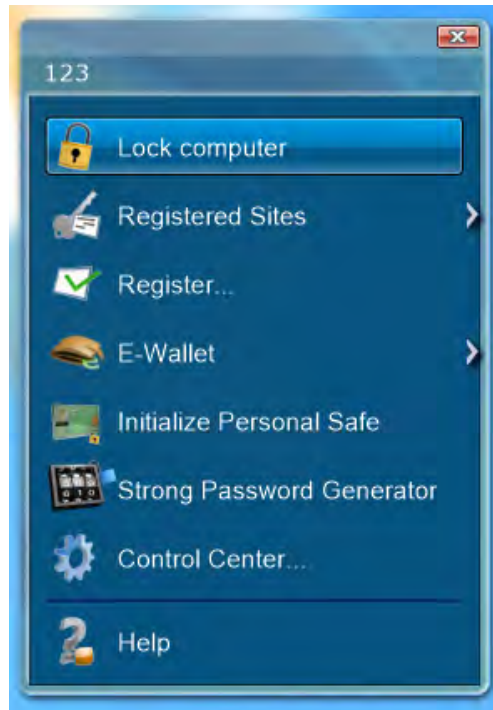 123
Lock computer
Registered Sites
Register...
E-Wallet
Initialize Personal Safe
Strong Password Generator
Control Center...
Help